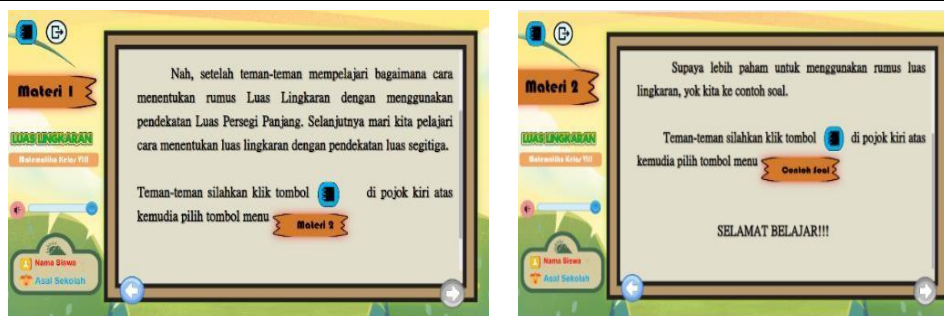 Materi 1
LUAS LINGKARAN
Matematika Kelas VIII
Nama Siswa
Asal Sekolah
Nah, setelah teman-teman mempelajari bagaimana cara
menentukan rumus Luas Lingkaran dengan menggunakan
pendekatan Luas Persegi Panjang. Selanjutnya mari kita pelajari
cara menentukan luas lingkaran dengan pendekatan luas segitiga.
Teman-teman silahkan klik tombol di pojok kiri atas
kemudia pilih tombol menu Materi 2
Materi 2
LUAS LINGKARAN
Matematika Kelas VIII
Nama Siswa
Asal Sekolah
Supaya lebih paham untuk menggunakan rumus luas
lingkaran, yok kita ke contoh soal.
Teman-teman silahkan klik tombol di pojok kiri atas
kemudia pilih tombol menu Contoh Soal
SELAMAT BELAJAR!!!